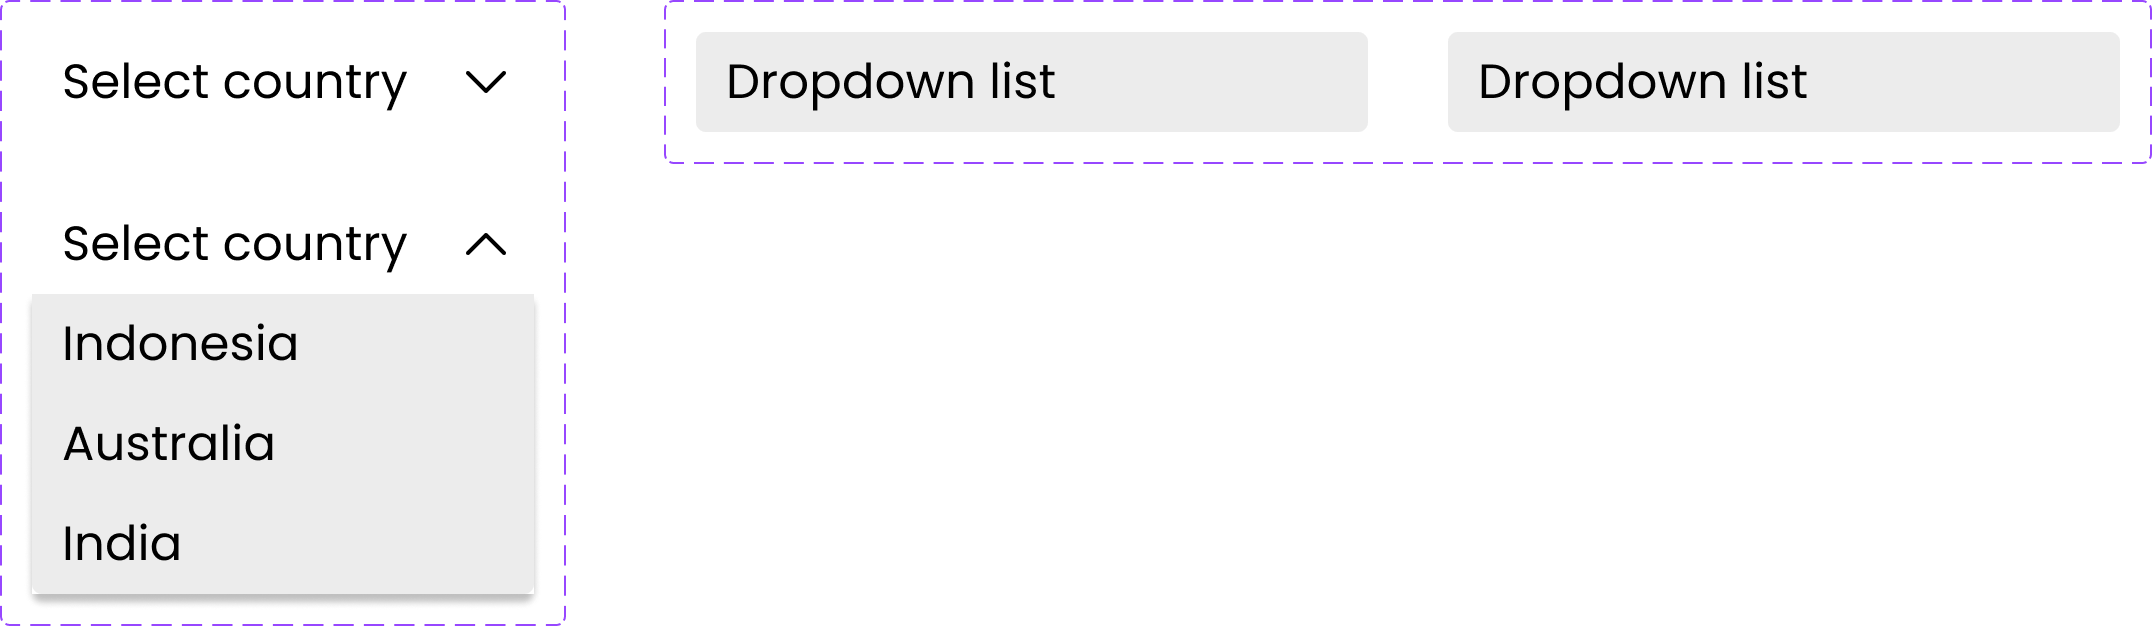 Select country
Select country
Indonesia
Australia
India
Dropdown list
Dropdown list